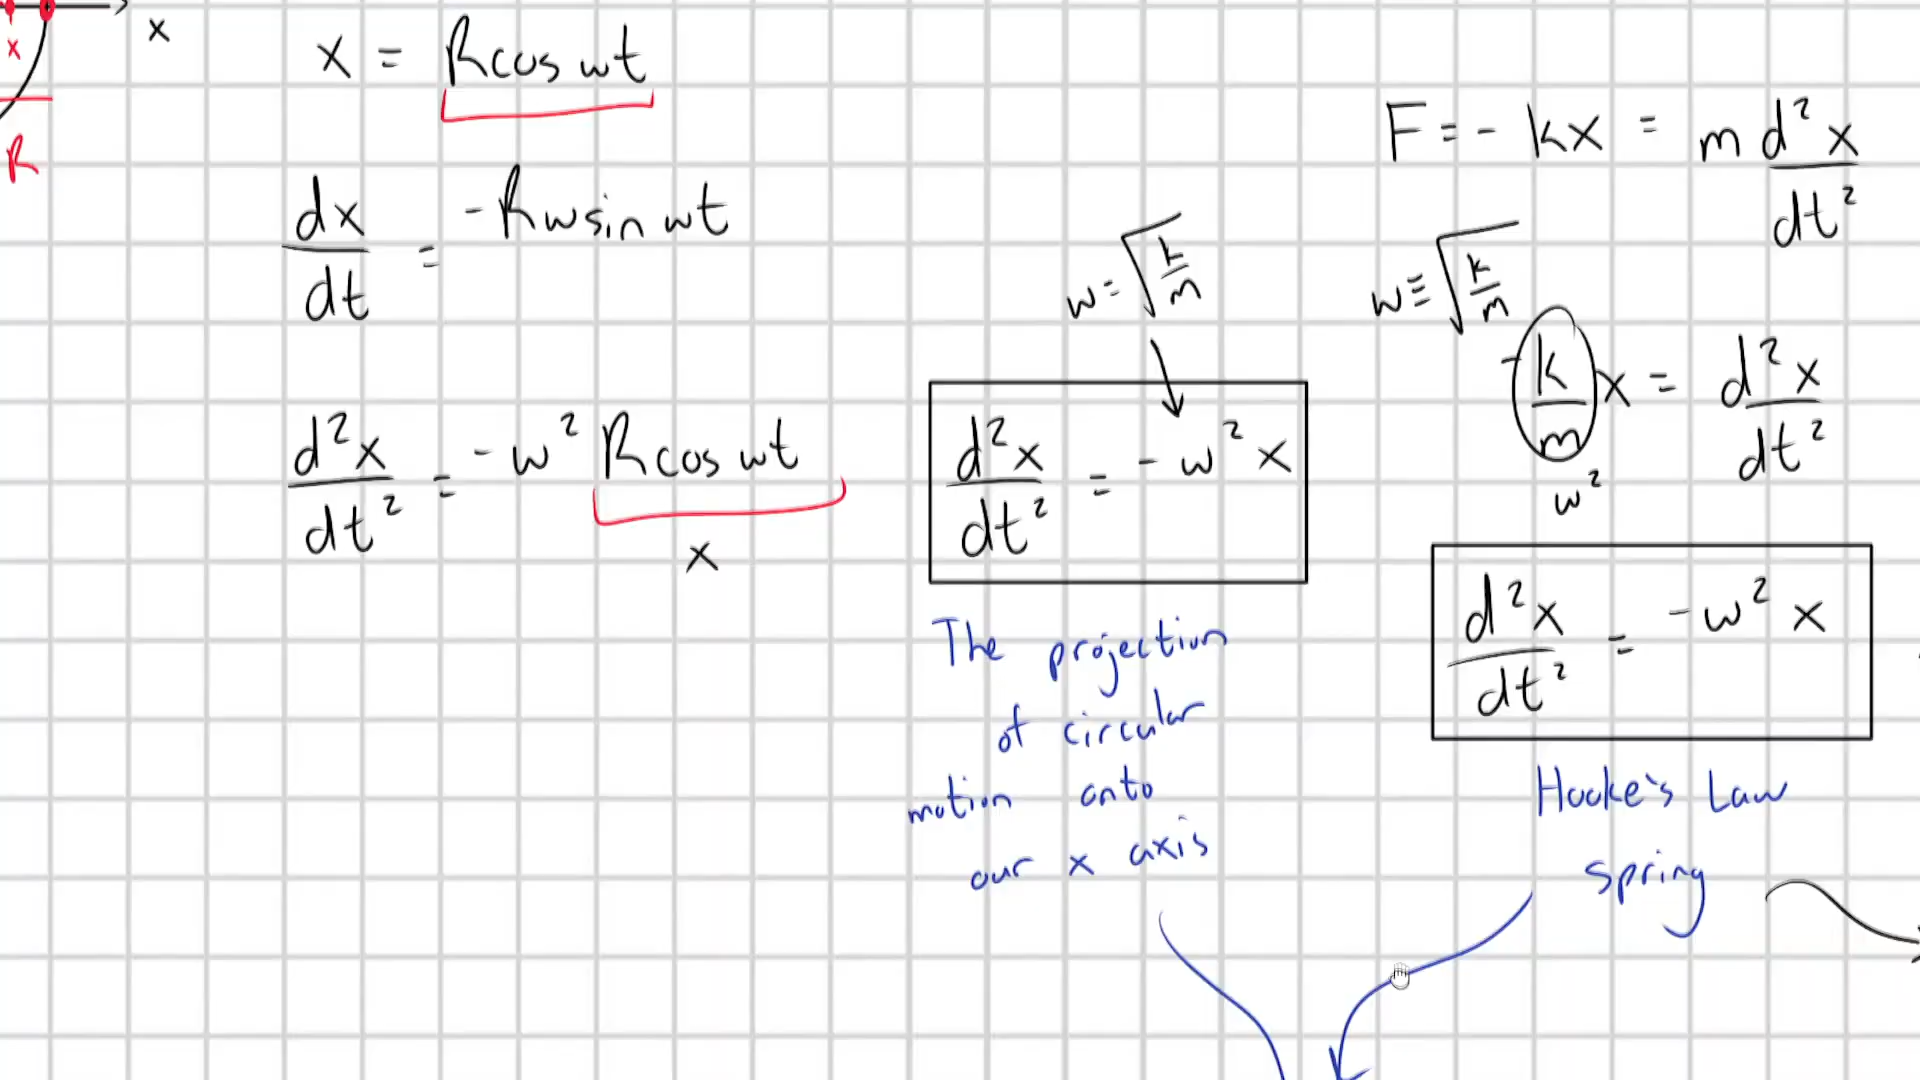 x
x
R
x = Rcos wt
dx/dt = -Rwsin wt
d²x/dt² = -w² Rcos wt
x
w = √(k/m)
d²x/dt² = -w² x
The projection
of circular
motion onto
our x axis
F = - kx = m d²x/dt²
w ≡ √(k/m)
-k/m x = d²x/dt²
w²
d²x/dt² = -w² x
Hooke's Law
spring